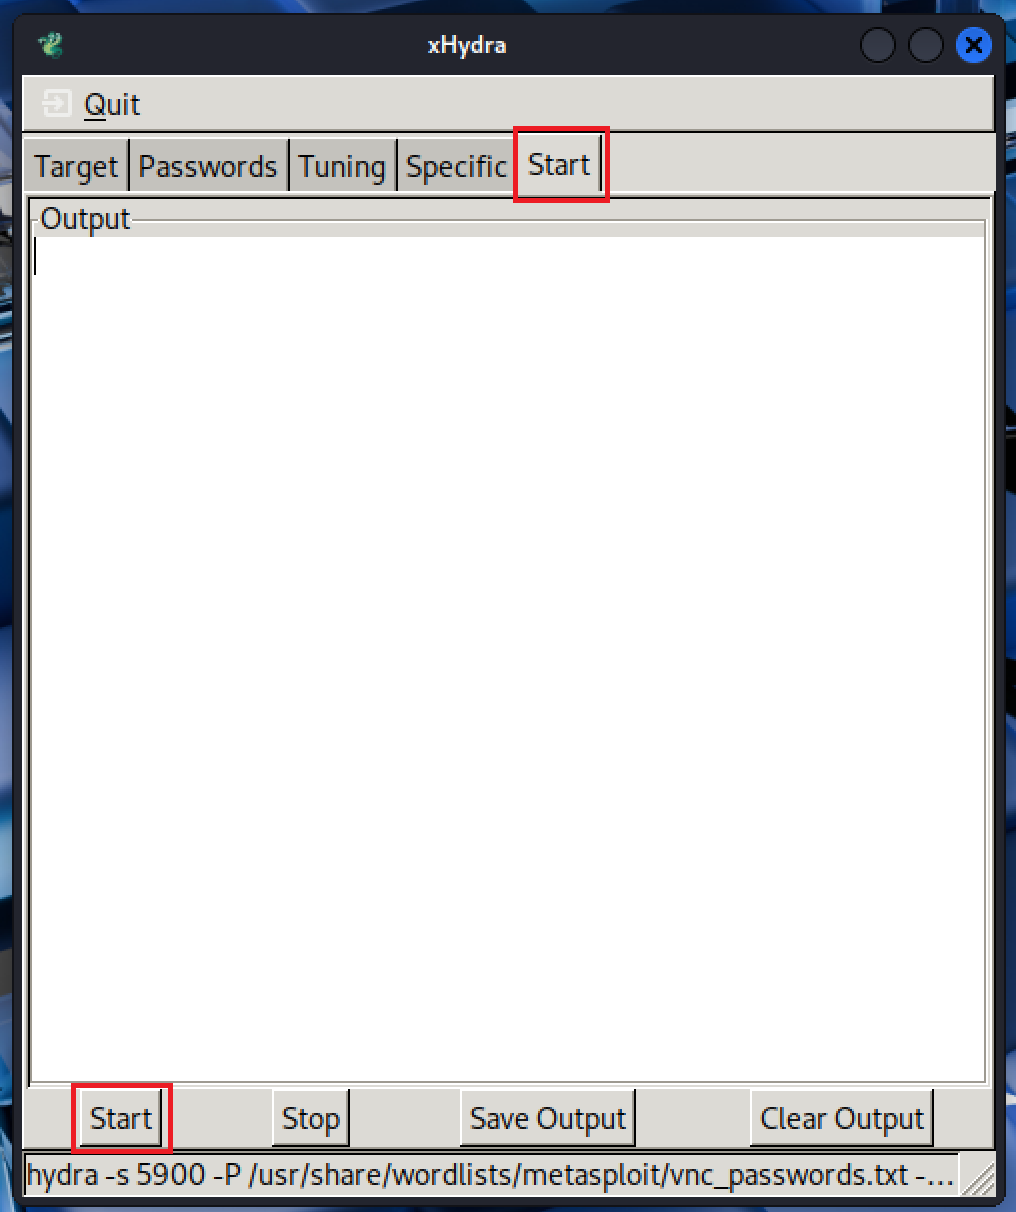 xHydra
Quit
Target Passwords Tuning Specific Start
Output
Start Stop Save Output Clear Output
hydra -s 5900 -P /usr/share/wordlists/metasploit/vnc_passwords.txt -...